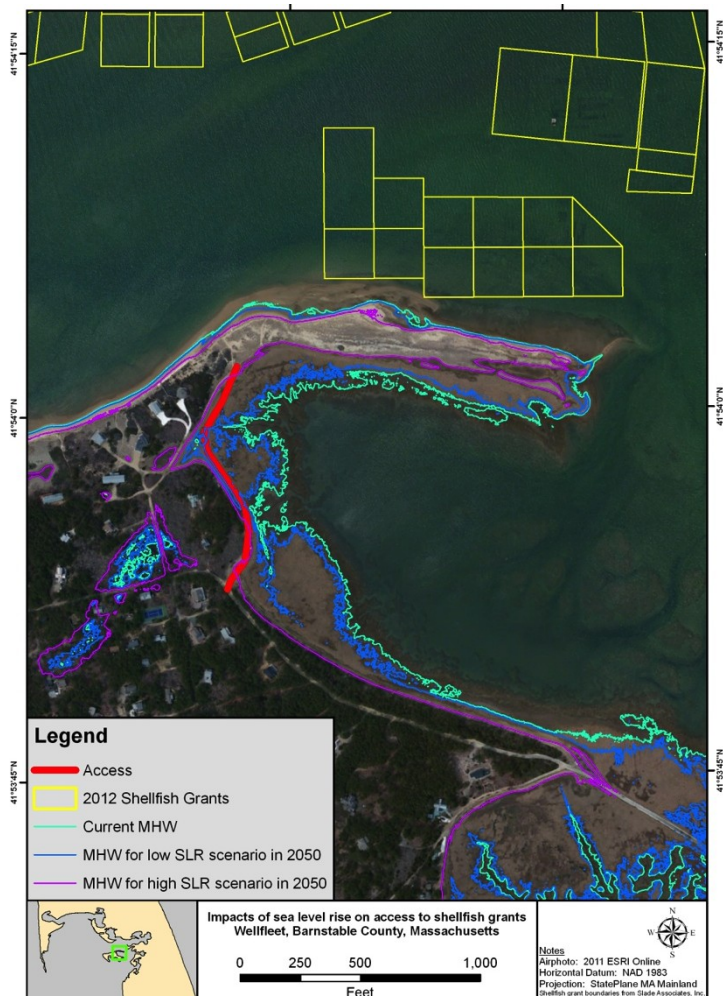 41°54'15"N
41°54'15"N
41°54'0"N
41°54'0"N
41°53'45"N
41°53'45"N
Legend
Access
2012 Shellfish Grants
Current MHW
MHW for low SLR scenario in 2050
MHW for high SLR scenario in 2050
Impacts of sea level rise on access to shellfish grants
Wellfleet, Barnstable County, Massachusetts
0 250 500 1,000
Feet
N
W E
S
Notes
Airphoto: 2011 ESRI Online
Horizontal Datum: NAD 1983
Projection: StatePlane MA Mainland
Shellfish grant boundaries from Slade Associates, Inc.